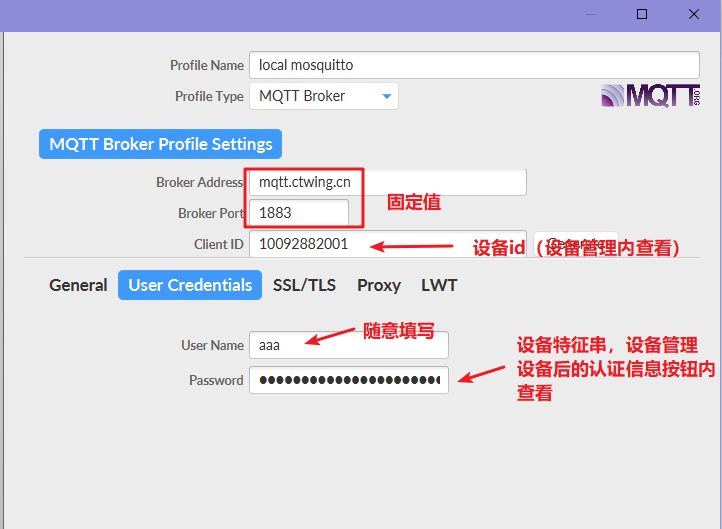 Profile Name local mosquitto
Profile Type MQTT Broker
MQTT.ORG
MQTT Broker Profile Settings
Broker Address mqtt.ctwing.cn
固定值
Broker Port 1883
Client ID 10092882001
设备id（设备管理内查看）
General User Credentials SSL/TLS Proxy LWT
随意填写
User Name aaa
设备特征串，设备管理
Password
设备后的认证信息按钮内
查看